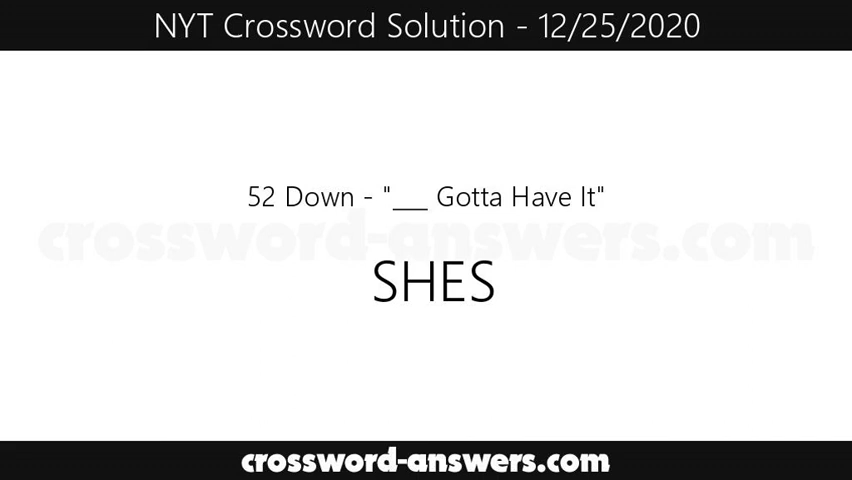 NYT Crossword Solution - 12/25/2020
52 Down - "___ Gotta Have It"
crossword-answers.com
SHES
crossword-answers.com